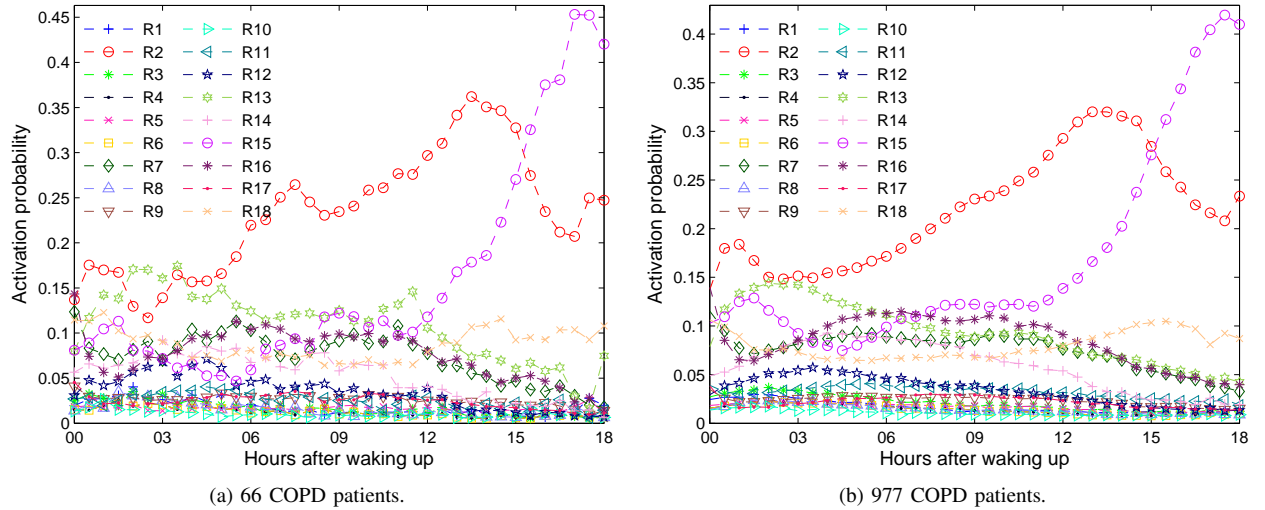 0.45
0.4
0.35
0.3
0.25
0.2
0.15
0.1
0.05
0
Activation probability
R1 R10
R2 R11
R3 R12
R4 R13
R5 R14
R6 R15
R7 R16
R8 R17
R9 R18
00 03 06 09 12 15 18
Hours after waking up
(a) 66 COPD patients.
0.4
0.35
0.3
0.25
0.2
0.15
0.1
0.05
0
Activation probability
R1 R10
R2 R11
R3 R12
R4 R13
R5 R14
R6 R15
R7 R16
R8 R17
R9 R18
00 03 06 09 12 15 18
Hours after waking up
(b) 977 COPD patients.